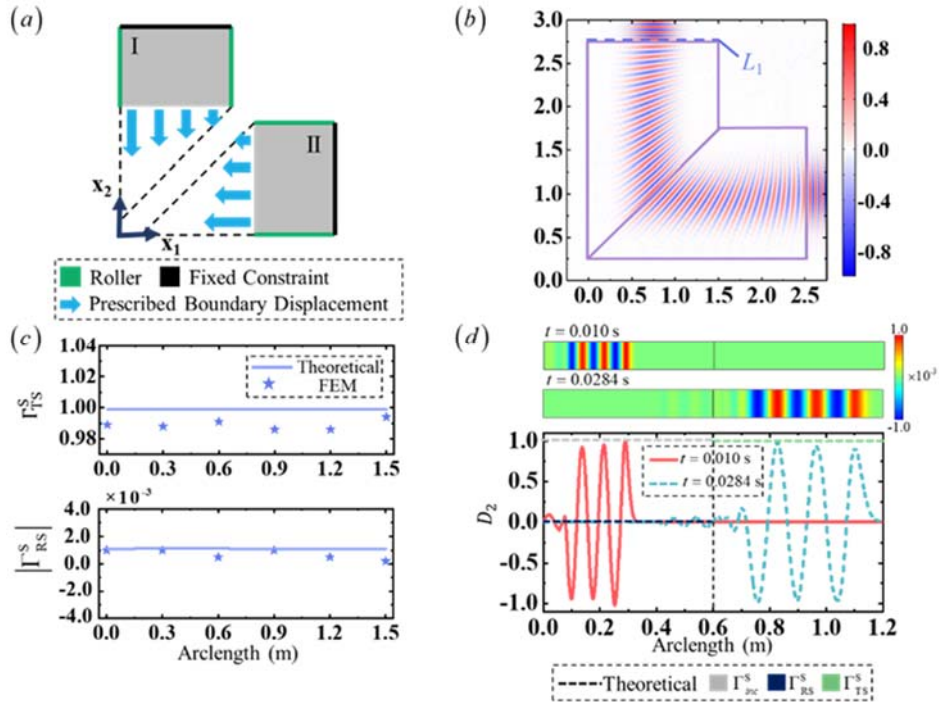 (a)
I
II
x2
x1
Roller
Fixed Constraint
Prescribed Boundary Displacement
(b)
3.0
2.5
2.0
1.5
1.0
0.5
0.0
0.0 0.5 1.0 1.5 2.0 2.5
L1
0.8
0.4
0.0
-0.4
-0.8
(c)
1.04
1.02
1.00
0.98
Γ^S_TS
Theoretical
FEM
0.0 0.3 0.6 0.9 1.2 1.5
×10⁻³
4.0
2.0
0.0
-2.0
-4.0
|Γ^S_RS|
0.0 0.3 0.6 0.9 1.2 1.5
Arclength (m)
(d)
t = 0.010 s
t = 0.0284 s
1.0
×10⁻³
-1.0
1.0
0.5
0.0
-0.5
-1.0
D2
t = 0.010 s
t = 0.0284 s
0.0 0.2 0.4 0.6 0.8 1.0 1.2
Arclength (m)
Theoretical Γ^S_inc Γ^S_RS Γ^S_TS